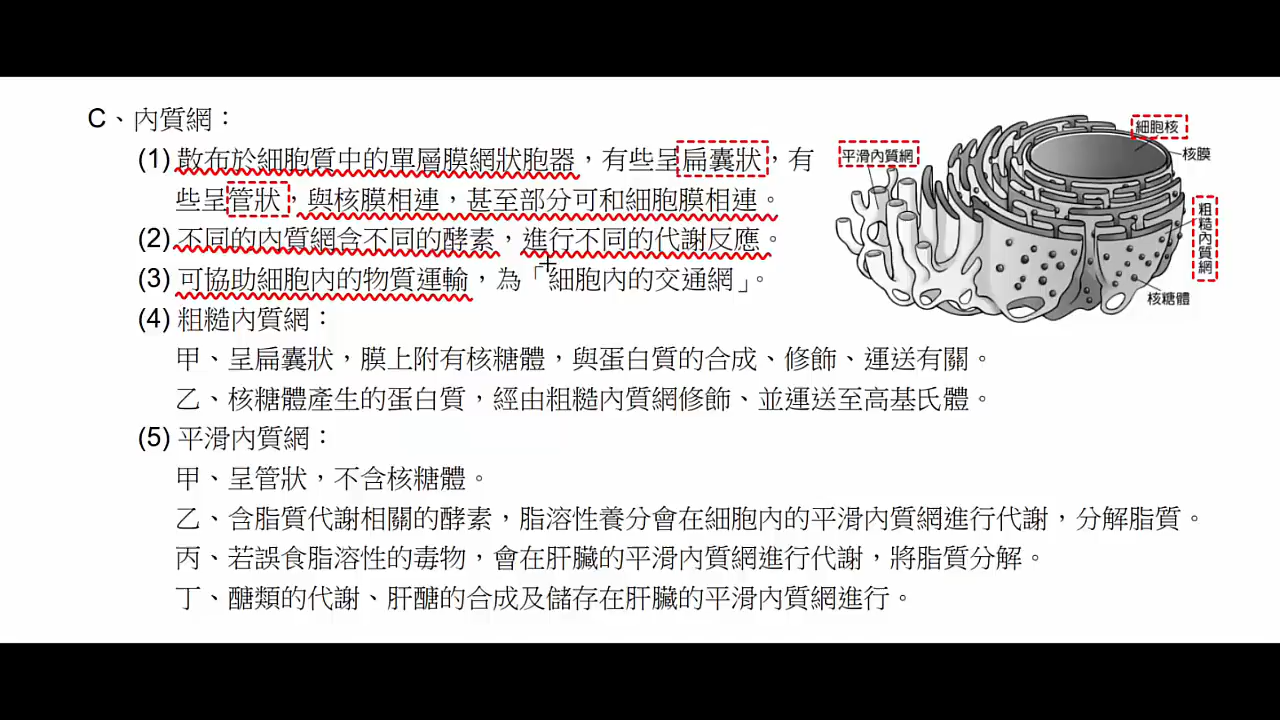 C、內質網：
(1) 散布於細胞質中的單層膜網狀胞器，有些呈扁囊狀，有
些呈管狀，與核膜相連，甚至部分可和細胞膜相連。
(2) 不同的內質網含不同的酵素，進行不同的代謝反應。
(3) 可協助細胞內的物質運輸，為「細胞內的交通網」。
(4) 粗糙內質網：
甲、呈扁囊狀，膜上附有核糖體，與蛋白質的合成、修飾、運送有關。
乙、核糖體產生的蛋白質，經由粗糙內質網修飾、並運送至高基氏體。
(5) 平滑內質網：
甲、呈管狀，不含核糖體。
乙、含脂質代謝相關的酵素，脂溶性養分會在細胞內的平滑內質網進行代謝，分解脂質。
丙、若誤食脂溶性的毒物，會在肝臟的平滑內質網進行代謝，將脂質分解。
丁、醣類的代謝、肝醣的合成及儲存在肝臟的平滑內質網進行。
細胞核
平滑內質網
核膜
粗糙內質網
核糖體